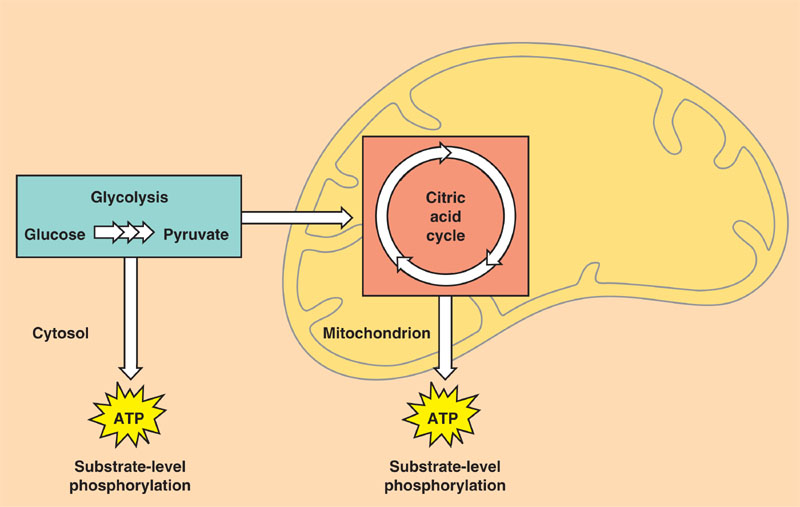 Glycolysis
Glucose Pyruvate
Citric
acid
cycle
Cytosol
Mitochondrion
ATP
ATP
Substrate-level
phosphorylation
Substrate-level
phosphorylation